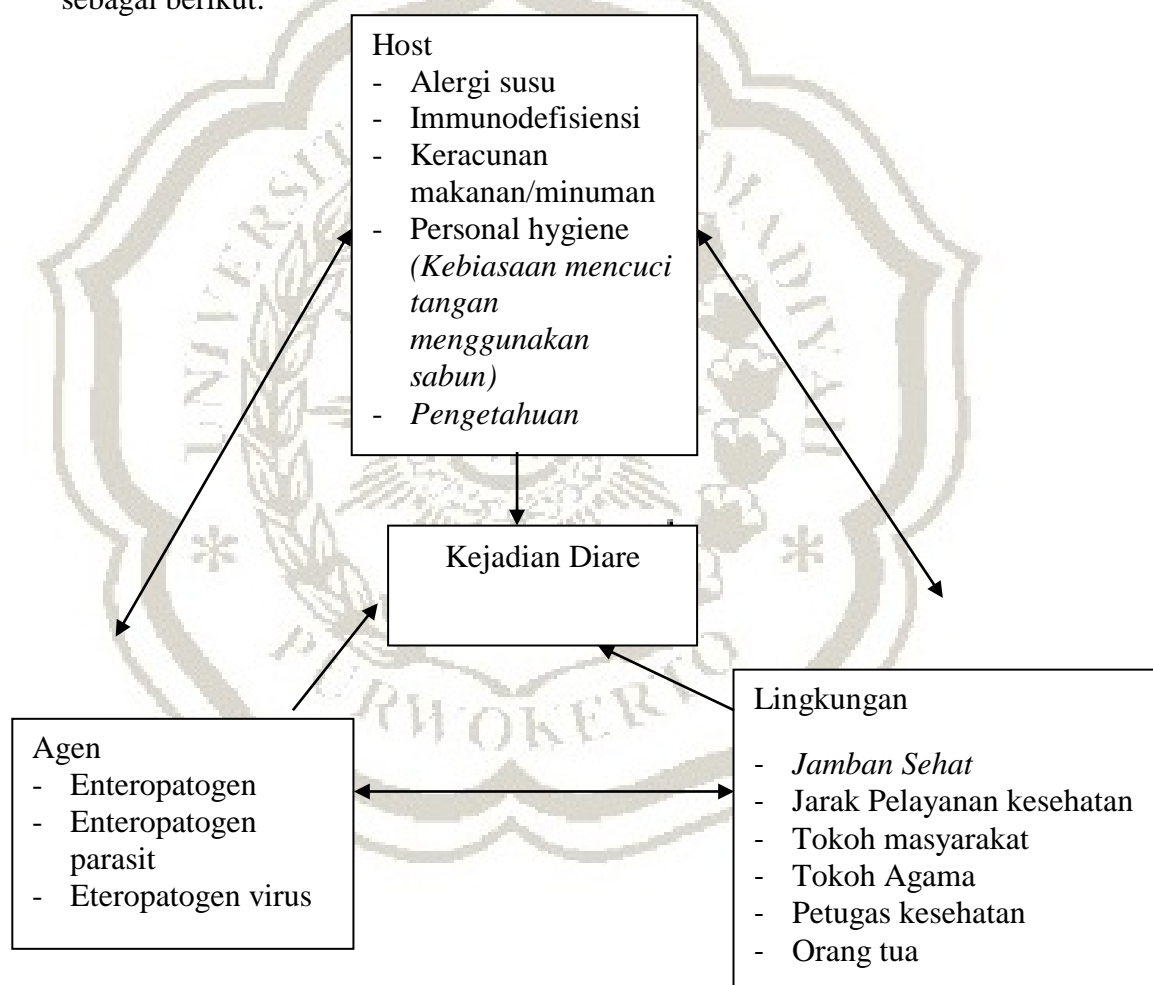 sebagai berikut:
Host
- Alergi susu
- Immunodefisiensi
- Keracunan
makanan/minuman
- Personal hygiene
(Kebiasaan mencuci
tangan
menggunakan
sabun)
- Pengetahuan
Kejadian Diare
Agen
- Enteropatogen
- Enteropatogen
parasit
- Eteropatogen virus
Lingkungan
- Jamban Sehat
- Jarak Pelayanan kesehatan
- Tokoh masyarakat
- Tokoh Agama
- Petugas kesehatan
- Orang tua
PURWOKERTO